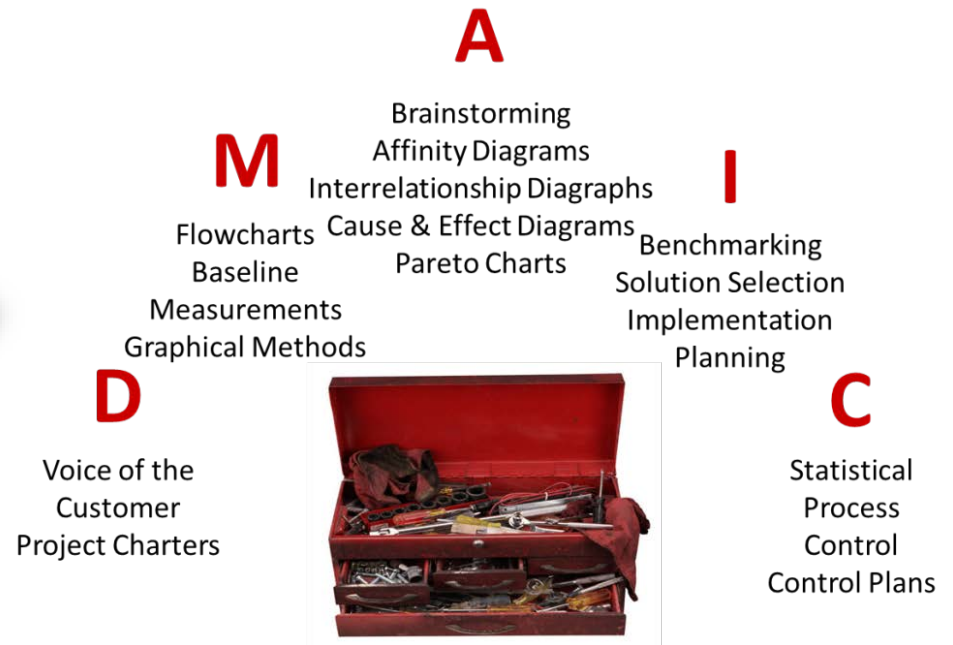 D
Voice of the
Customer
Project Charters
M
Flowcharts
Baseline
Measurements
Graphical Methods
A
Brainstorming
Affinity Diagrams
Interrelationship Diagraphs
Cause & Effect Diagrams
Pareto Charts
I
Benchmarking
Solution Selection
Implementation
Planning
C
Statistical
Process
Control
Control Plans